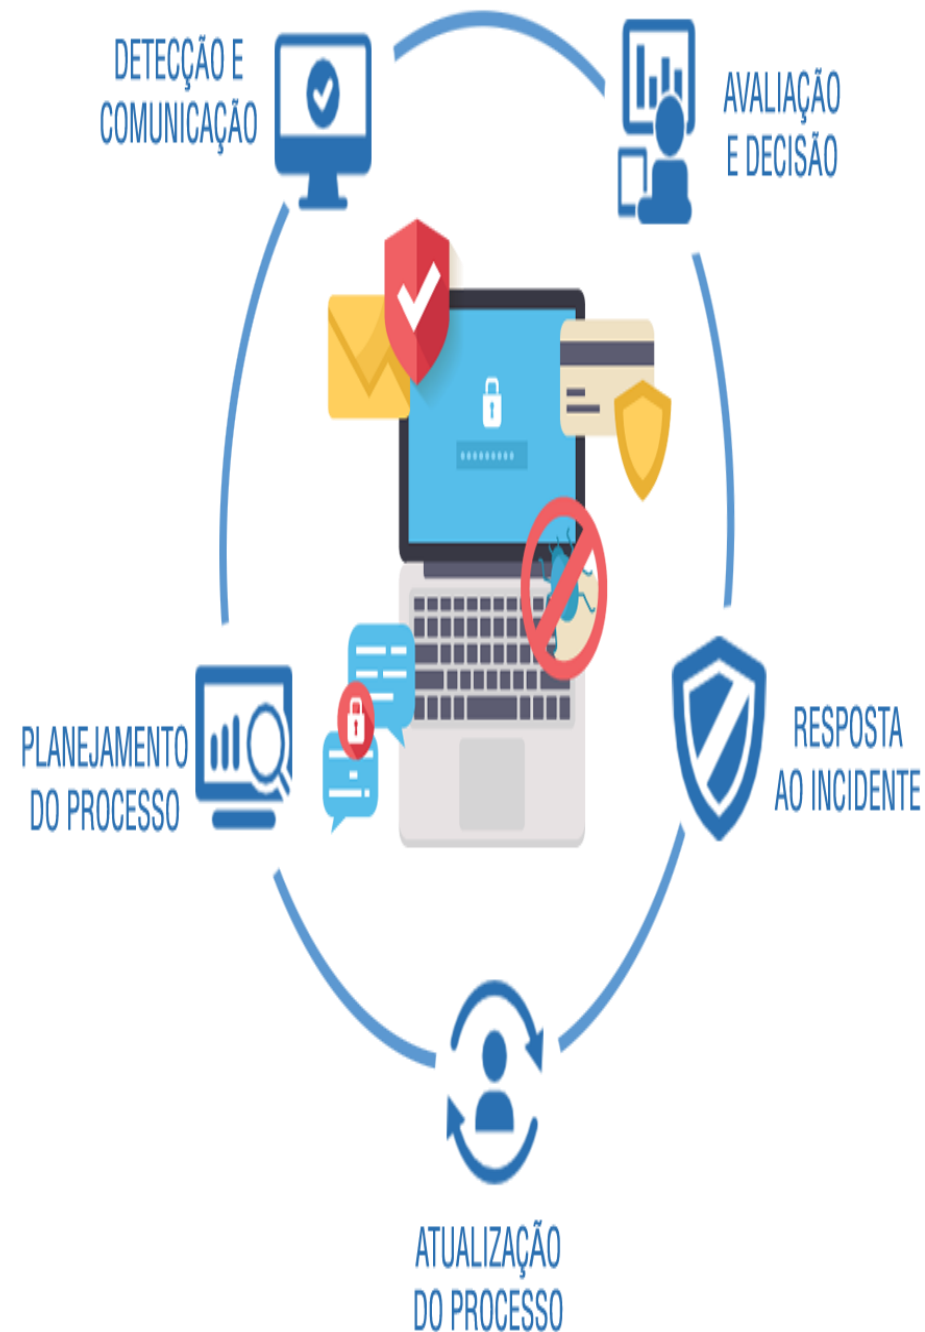 DETECÇÃO E
COMUNICAÇÃO
AVALIAÇÃO
E DECISÃO
PLANEJAMENTO
DO PROCESSO
RESPOSTA
AO INCIDENTE
ATUALIZAÇÃO
DO PROCESSO